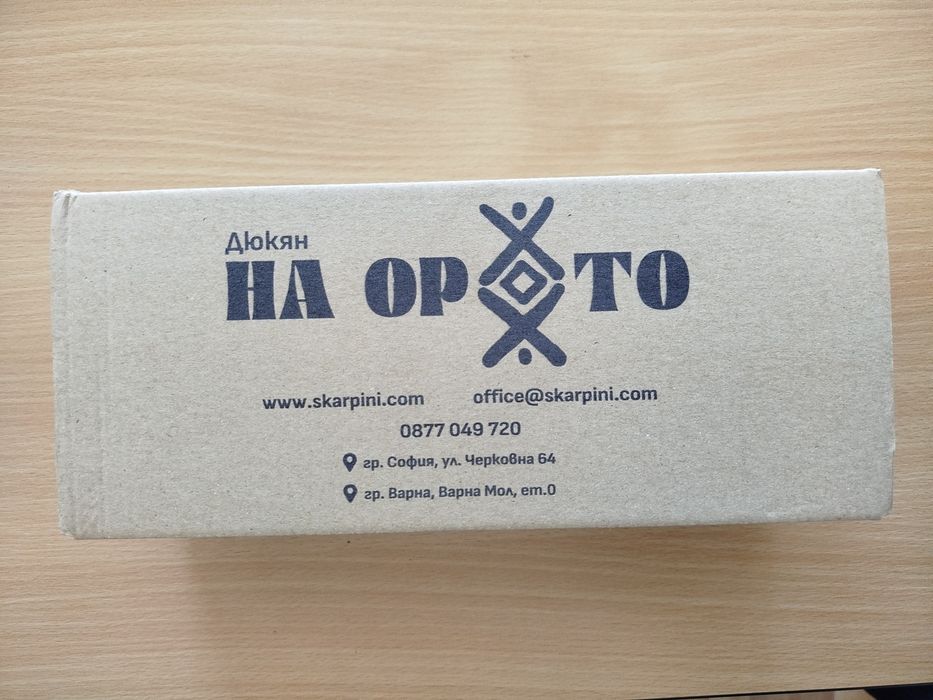 Дюкян
НА ОРОТО
www.skarpini.com office@skarpini.com
0877 049 720
гр. София, ул. Черковна 64
гр. Варна, Варна Мол, ет.0